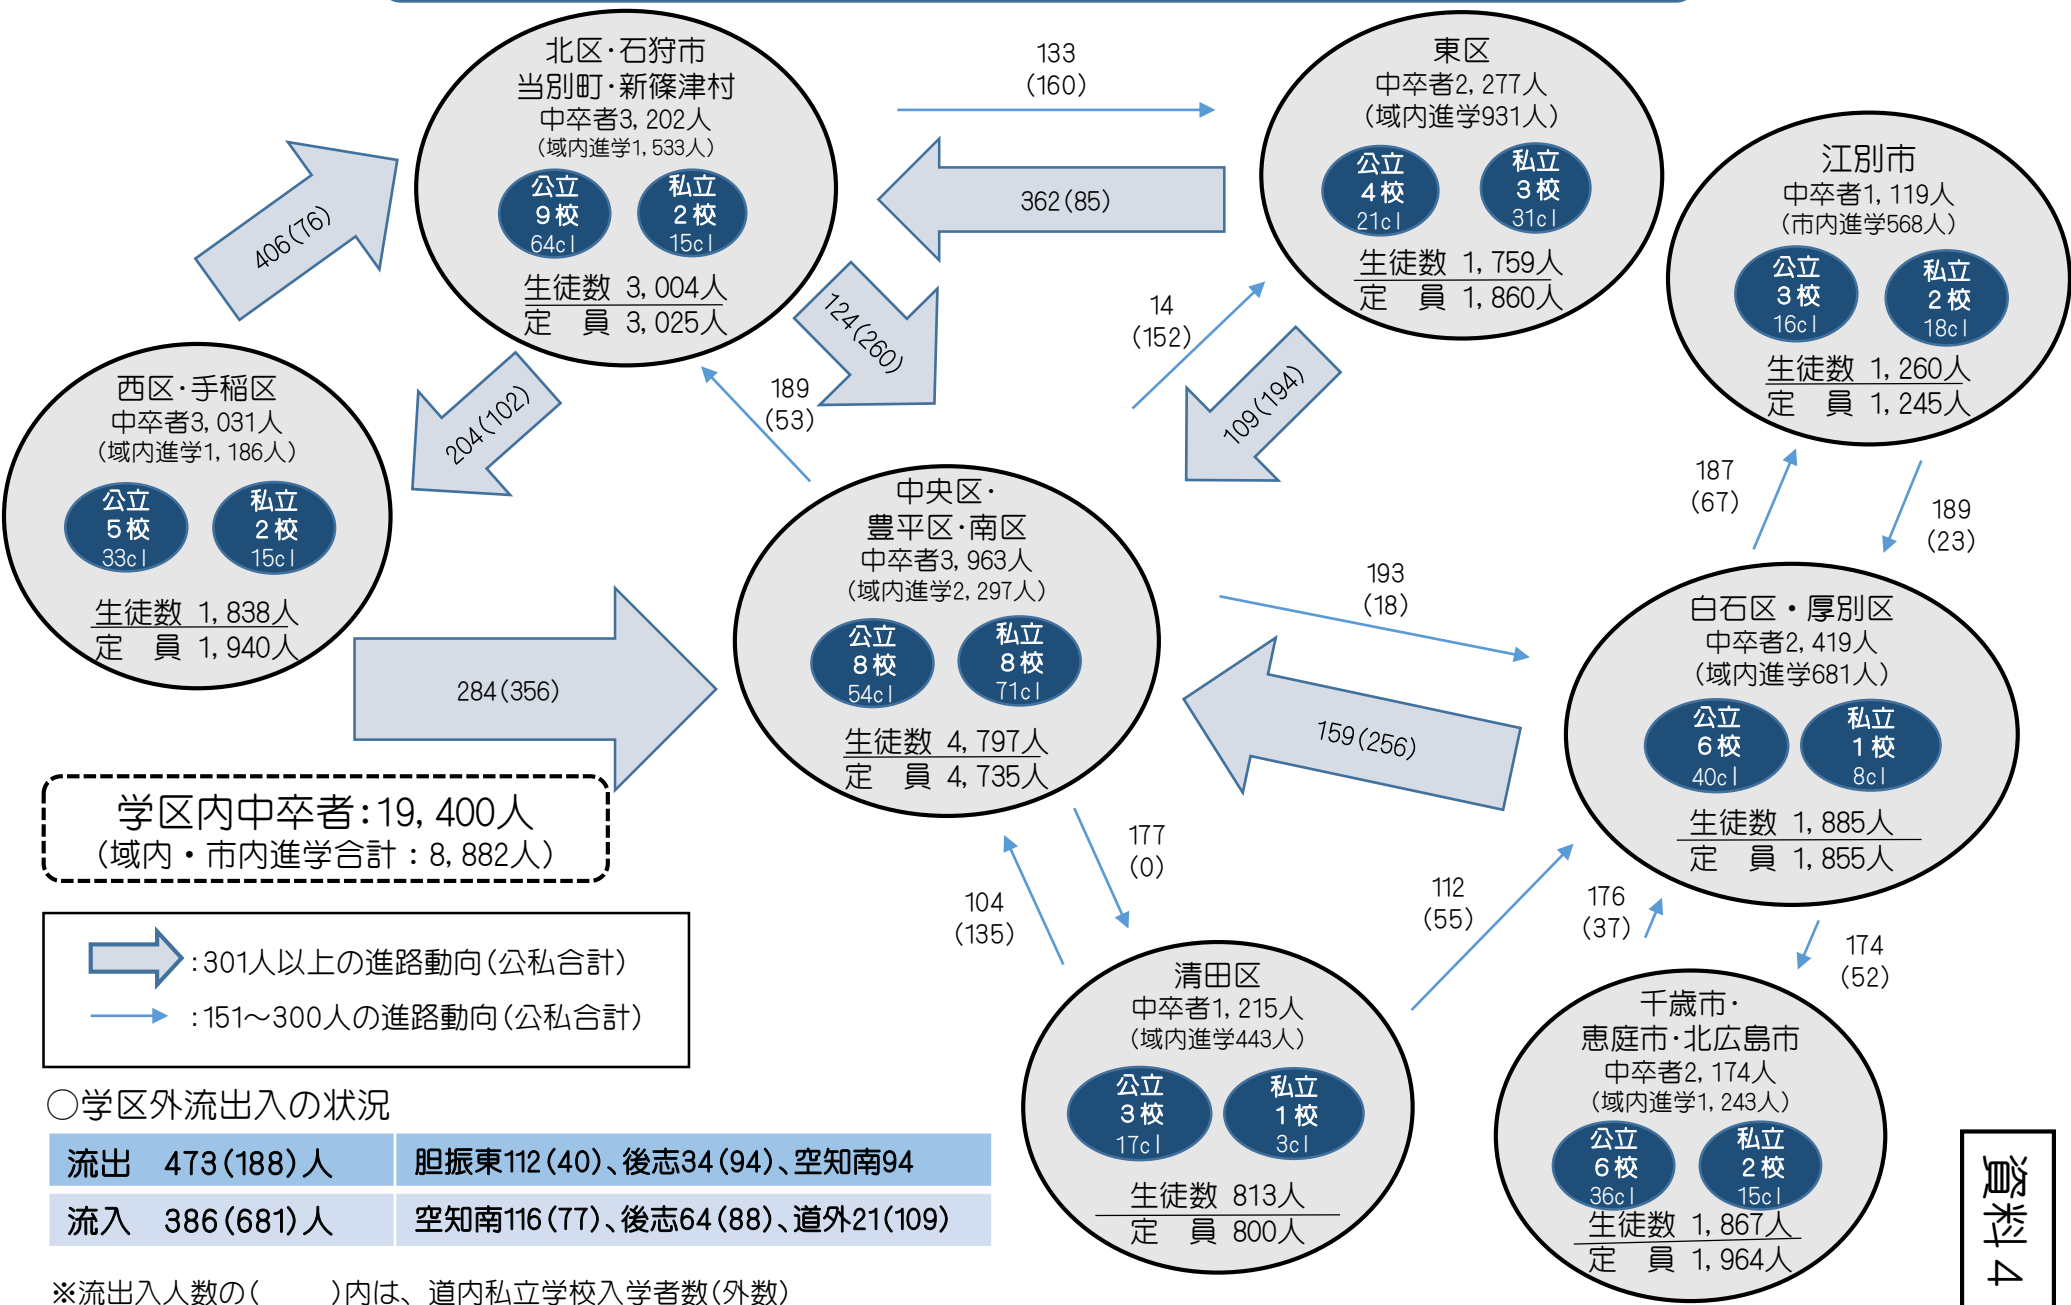 北区・石狩市
当別町・新篠津村
中卒者3,202人
(域内進学1,533人)
公立
9校
64cl
私立
2校
15cl
生徒数 3,004人
定　員 3,025人
133
(160)
東区
中卒者2,277人
(域内進学931人)
公立
4校
21cl
私立
3校
31cl
生徒数 1,759人
定　員 1,860人
江別市
中卒者1,119人
(市内進学568人)
公立
3校
16cl
私立
2校
18cl
生徒数 1,260人
定　員 1,245人
406(76)
362(85)
124(260)
14
(152)
109(194)
204(102)
189
(53)
西区・手稲区
中卒者3,031人
(域内進学1,186人)
公立
5校
33cl
私立
2校
15cl
生徒数 1,838人
定　員 1,940人
284(356)
中央区・
豊平区・南区
中卒者3,963人
(域内進学2,297人)
公立
8校
54cl
私立
8校
71cl
生徒数 4,797人
定　員 4,735人
187
(67)
189
(23)
193
(18)
159(256)
白石区・厚別区
中卒者2,419人
(域内進学681人)
公立
6校
40cl
私立
1校
8cl
生徒数 1,885人
定　員 1,855人
学区内中卒者:19,400人
(域内・市内進学合計：8,882人)
104
(135)
177
(0)
112
(55)
176
(37)
174
(52)
:301人以上の進路動向(公私合計)
:151～300人の進路動向(公私合計)
清田区
中卒者1,215人
(域内進学443人)
公立
3校
17cl
私立
1校
3cl
生徒数 813人
定　員 800人
千歳市・
恵庭市・北広島市
中卒者2,174人
(域内進学1,243人)
公立
6校
36cl
私立
2校
15cl
生徒数 1,867人
定　員 1,964人
○学区外流出入の状況
流出　473(188)人　胆振東112(40)、後志34(94)、空知南94
流入　386(681)人　空知南116(77)、後志64(88)、道外21(109)
※流出入人数の(　　)内は、道内私立学校入学者数(外数)
資料4